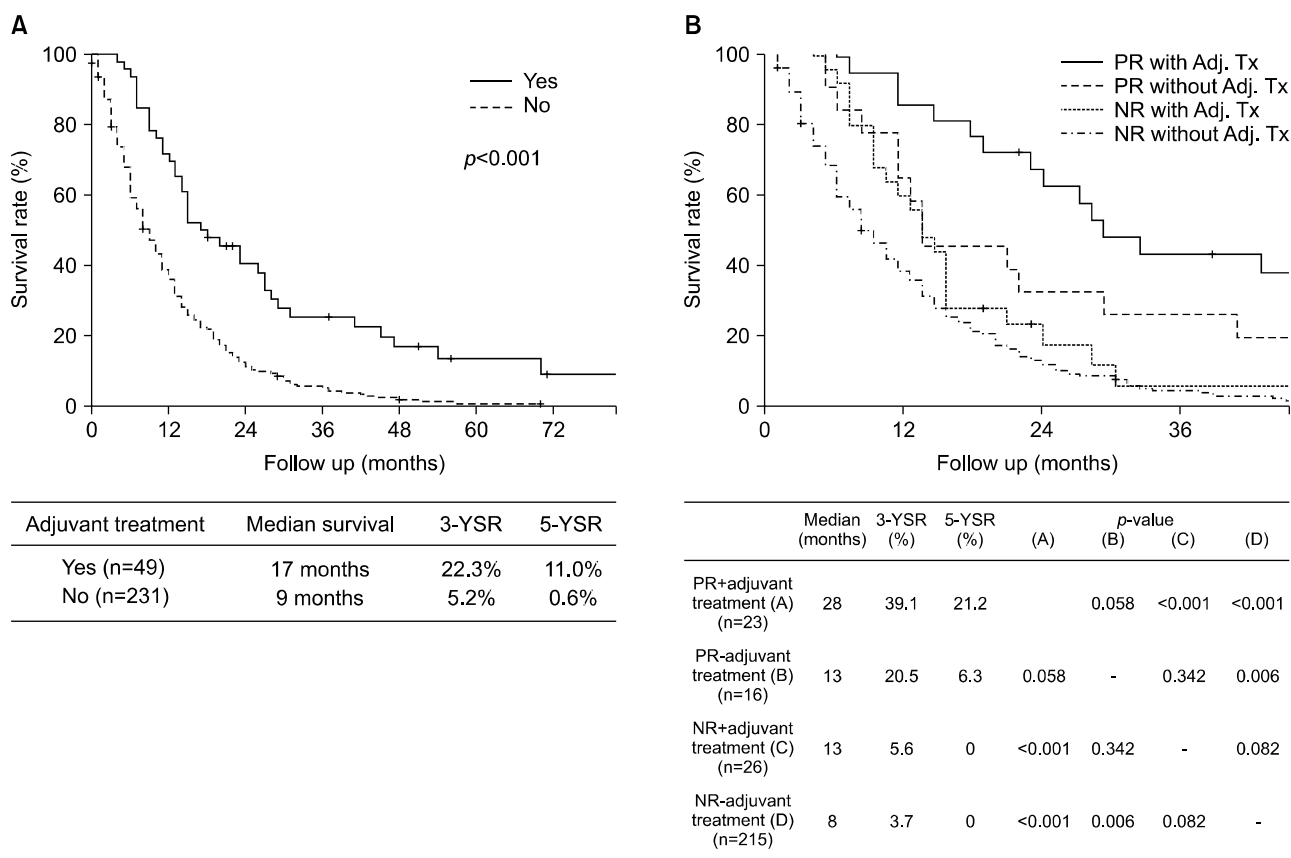 A
100
80
60
40
20
0
Survival rate (%)
Yes
No
p<0.001
0 12 24 36 48 60 72
Follow up (months)
Adjuvant treatment Median survival 3-YSR 5-YSR
Yes (n=49) 17 months 22.3% 11.0%
No (n=231) 9 months 5.2% 0.6%
B
100
80
60
40
20
0
Survival rate (%)
PR with Adj. Tx
PR without Adj. Tx
NR with Adj. Tx
NR without Adj. Tx
0 12 24 36
Follow up (months)
Median 3-YSR 5-YSR p-value
(months) (%) (%) (A) (B) (C) (D)
PR+adjuvant
treatment (A) 28 39.1 21.2 0.058 <0.001 <0.001
(n=23)
PR-adjuvant
treatment (B) 13 20.5 6.3 0.058 - 0.342 0.006
(n=16)
NR+adjuvant
treatment (C) 13 5.6 0 <0.001 0.342 - 0.082
(n=26)
NR-adjuvant
treatment (D) 8 3.7 0 <0.001 0.006 0.082 -
(n=215)